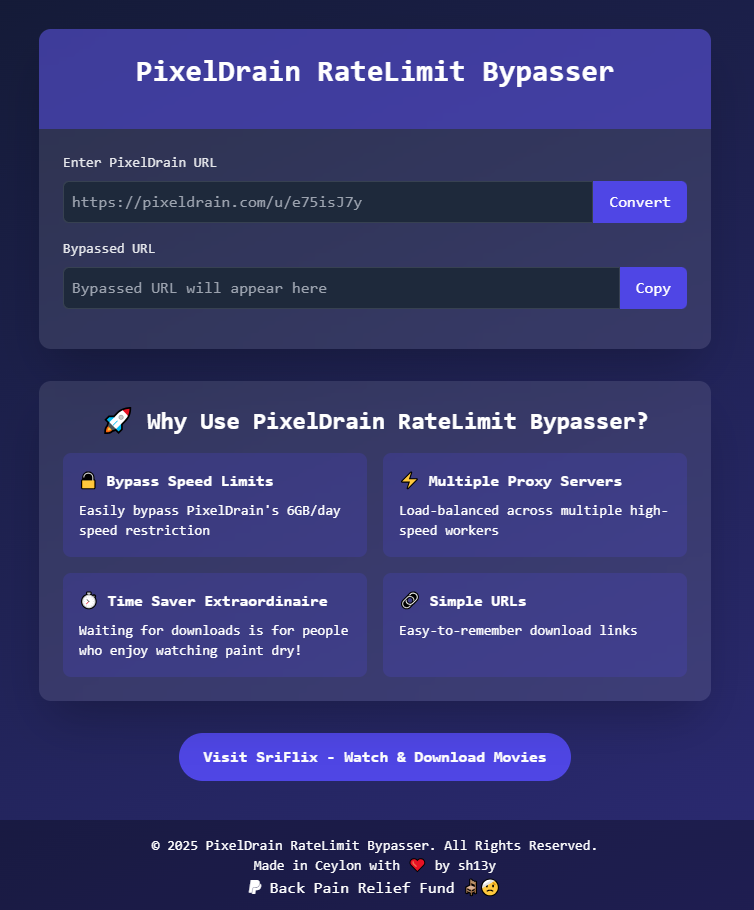 PixelDrain RateLimit Bypasser
Enter PixelDrain URL
https://pixeldrain.com/u/e75isJ7y
Convert
Bypassed URL
Bypassed URL will appear here
Copy
🚀 Why Use PixelDrain RateLimit Bypasser?
🔓 Bypass Speed Limits
Easily bypass PixelDrain's 6GB/day
speed restriction
⚡ Multiple Proxy Servers
Load-balanced across multiple high-
speed workers
⏱️ Time Saver Extraordinaire
Waiting for downloads is for people
who enjoy watching paint dry!
🔗 Simple URLs
Easy-to-remember download links
Visit SriFlix - Watch & Download Movies
© 2025 PixelDrain RateLimit Bypasser. All Rights Reserved.
Made in Ceylon with ❤️ by sh13y
Back Pain Relief Fund 🪑🤕